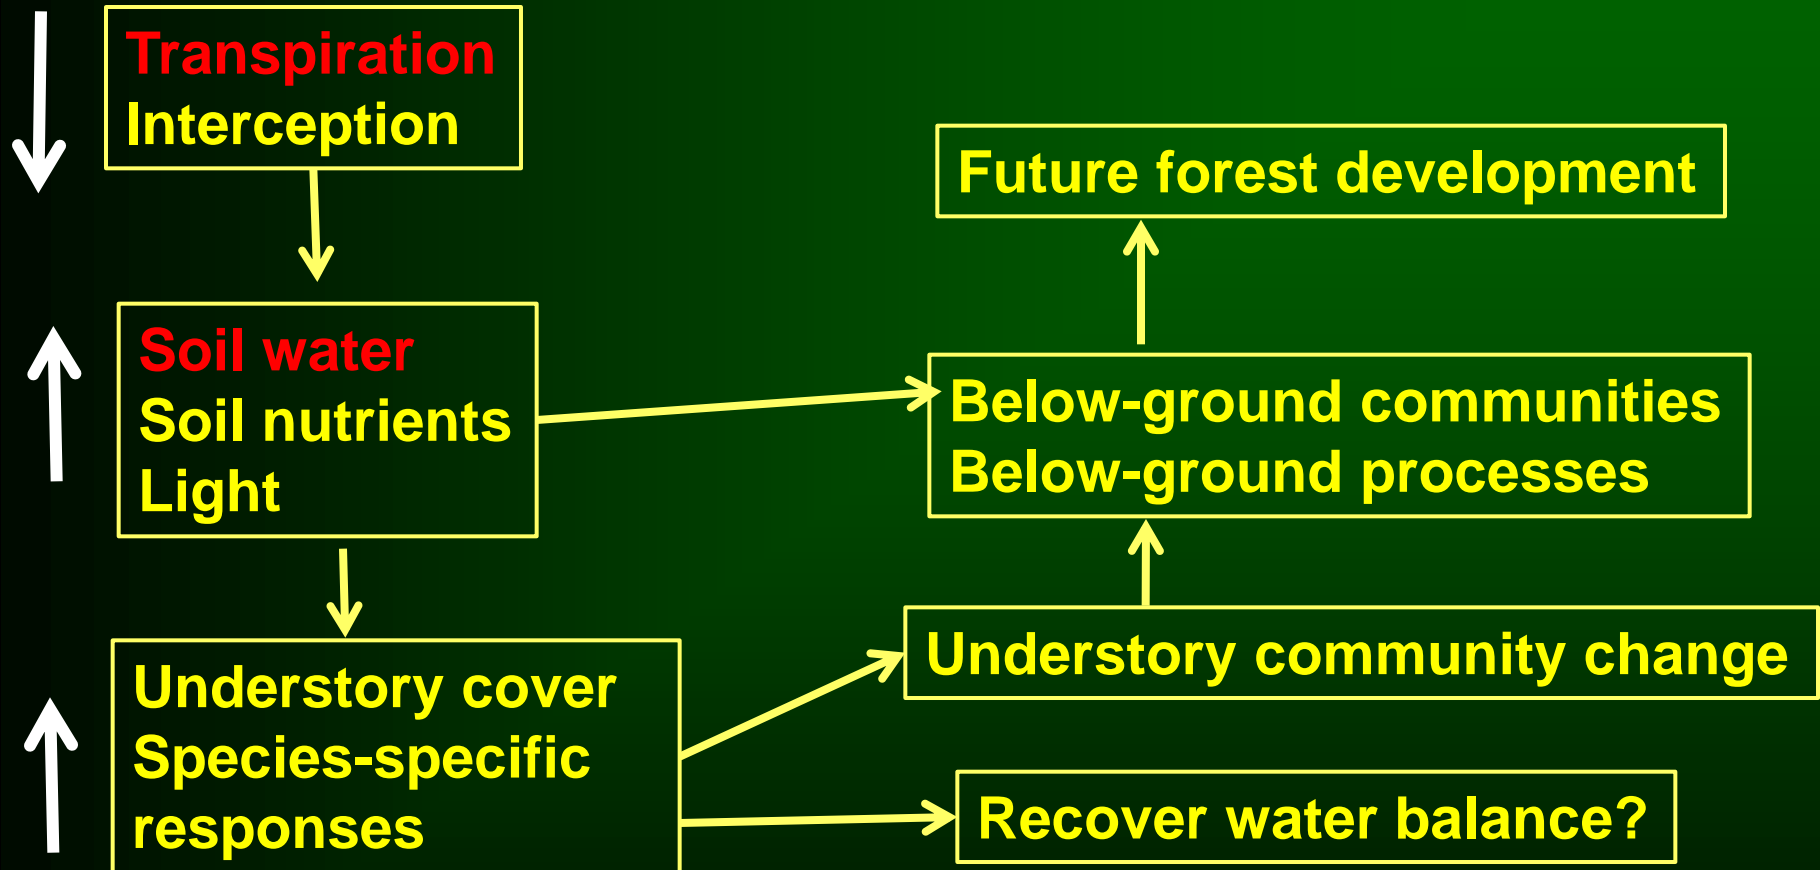 Transpiration
Interception
Soil water
Soil nutrients
Light
Understory cover
Species-specific
responses
Future forest development
Below-ground communities
Below-ground processes
Understory community change
Recover water balance?